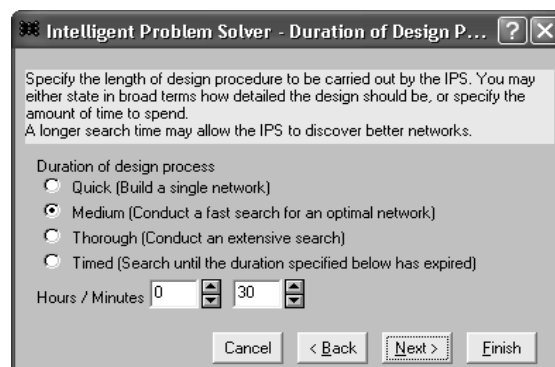 Intelligent Problem Solver - Duration of Design P...
Specify the length of design procedure to be carried out by the IPS. You may
either state in broad terms how detailed the design should be, or specify the
amount of time to spend.
A longer search time may allow the IPS to discover better networks.
Duration of design process
Quick (Build a single network)
Medium (Conduct a fast search for an optimal network)
Thorough (Conduct an extensive search)
Timed (Search until the duration specified below has expired)
Hours / Minutes 0 30
Cancel < Back Next > Finish